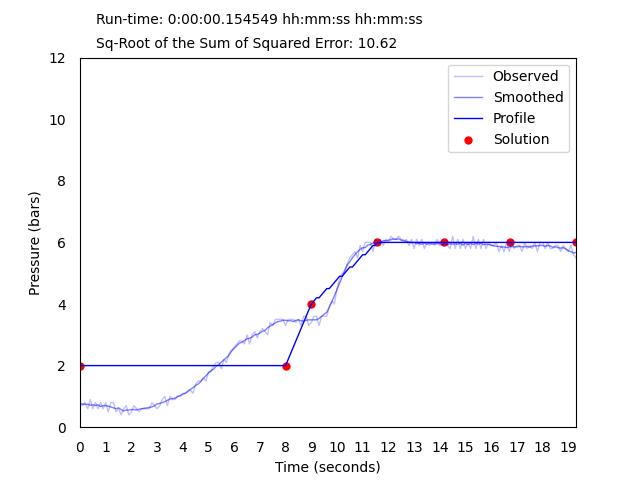 Run-time: 0:00:00.154549 hh:mm:ss hh:mm:ss
Sq-Root of the Sum of Squared Error: 10.62
12
10
8
6
4
2
0
Pressure (bars)
Observed
Smoothed
Profile
Solution
0 1 2 3 4 5 6 7 8 9 10 11 12 13 14 15 16 17 18 19
Time (seconds)